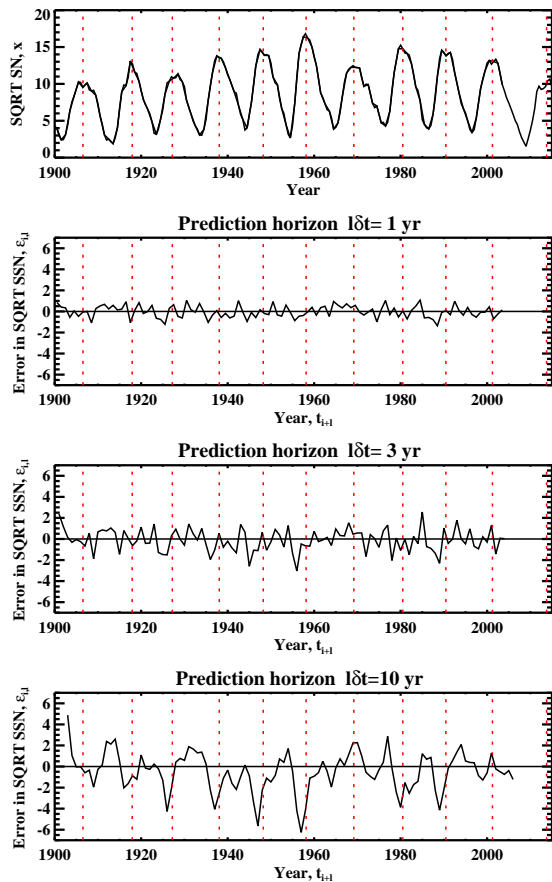 20
15
10
5
0
SQRT SN, x
1900 1920 1940 1960 1980 2000
Year
Prediction horizon lδt= 1 yr
6
4
2
0
-2
-4
-6
Error in SQRT SSN, ε_{i,l}
1900 1920 1940 1960 1980 2000
Year, t_{i+l}
Prediction horizon lδt= 3 yr
6
4
2
0
-2
-4
-6
Error in SQRT SSN, ε_{i,l}
1900 1920 1940 1960 1980 2000
Year, t_{i+l}
Prediction horizon lδt=10 yr
6
4
2
0
-2
-4
-6
Error in SQRT SSN, ε_{i,l}
1900 1920 1940 1960 1980 2000
Year, t_{i+l}